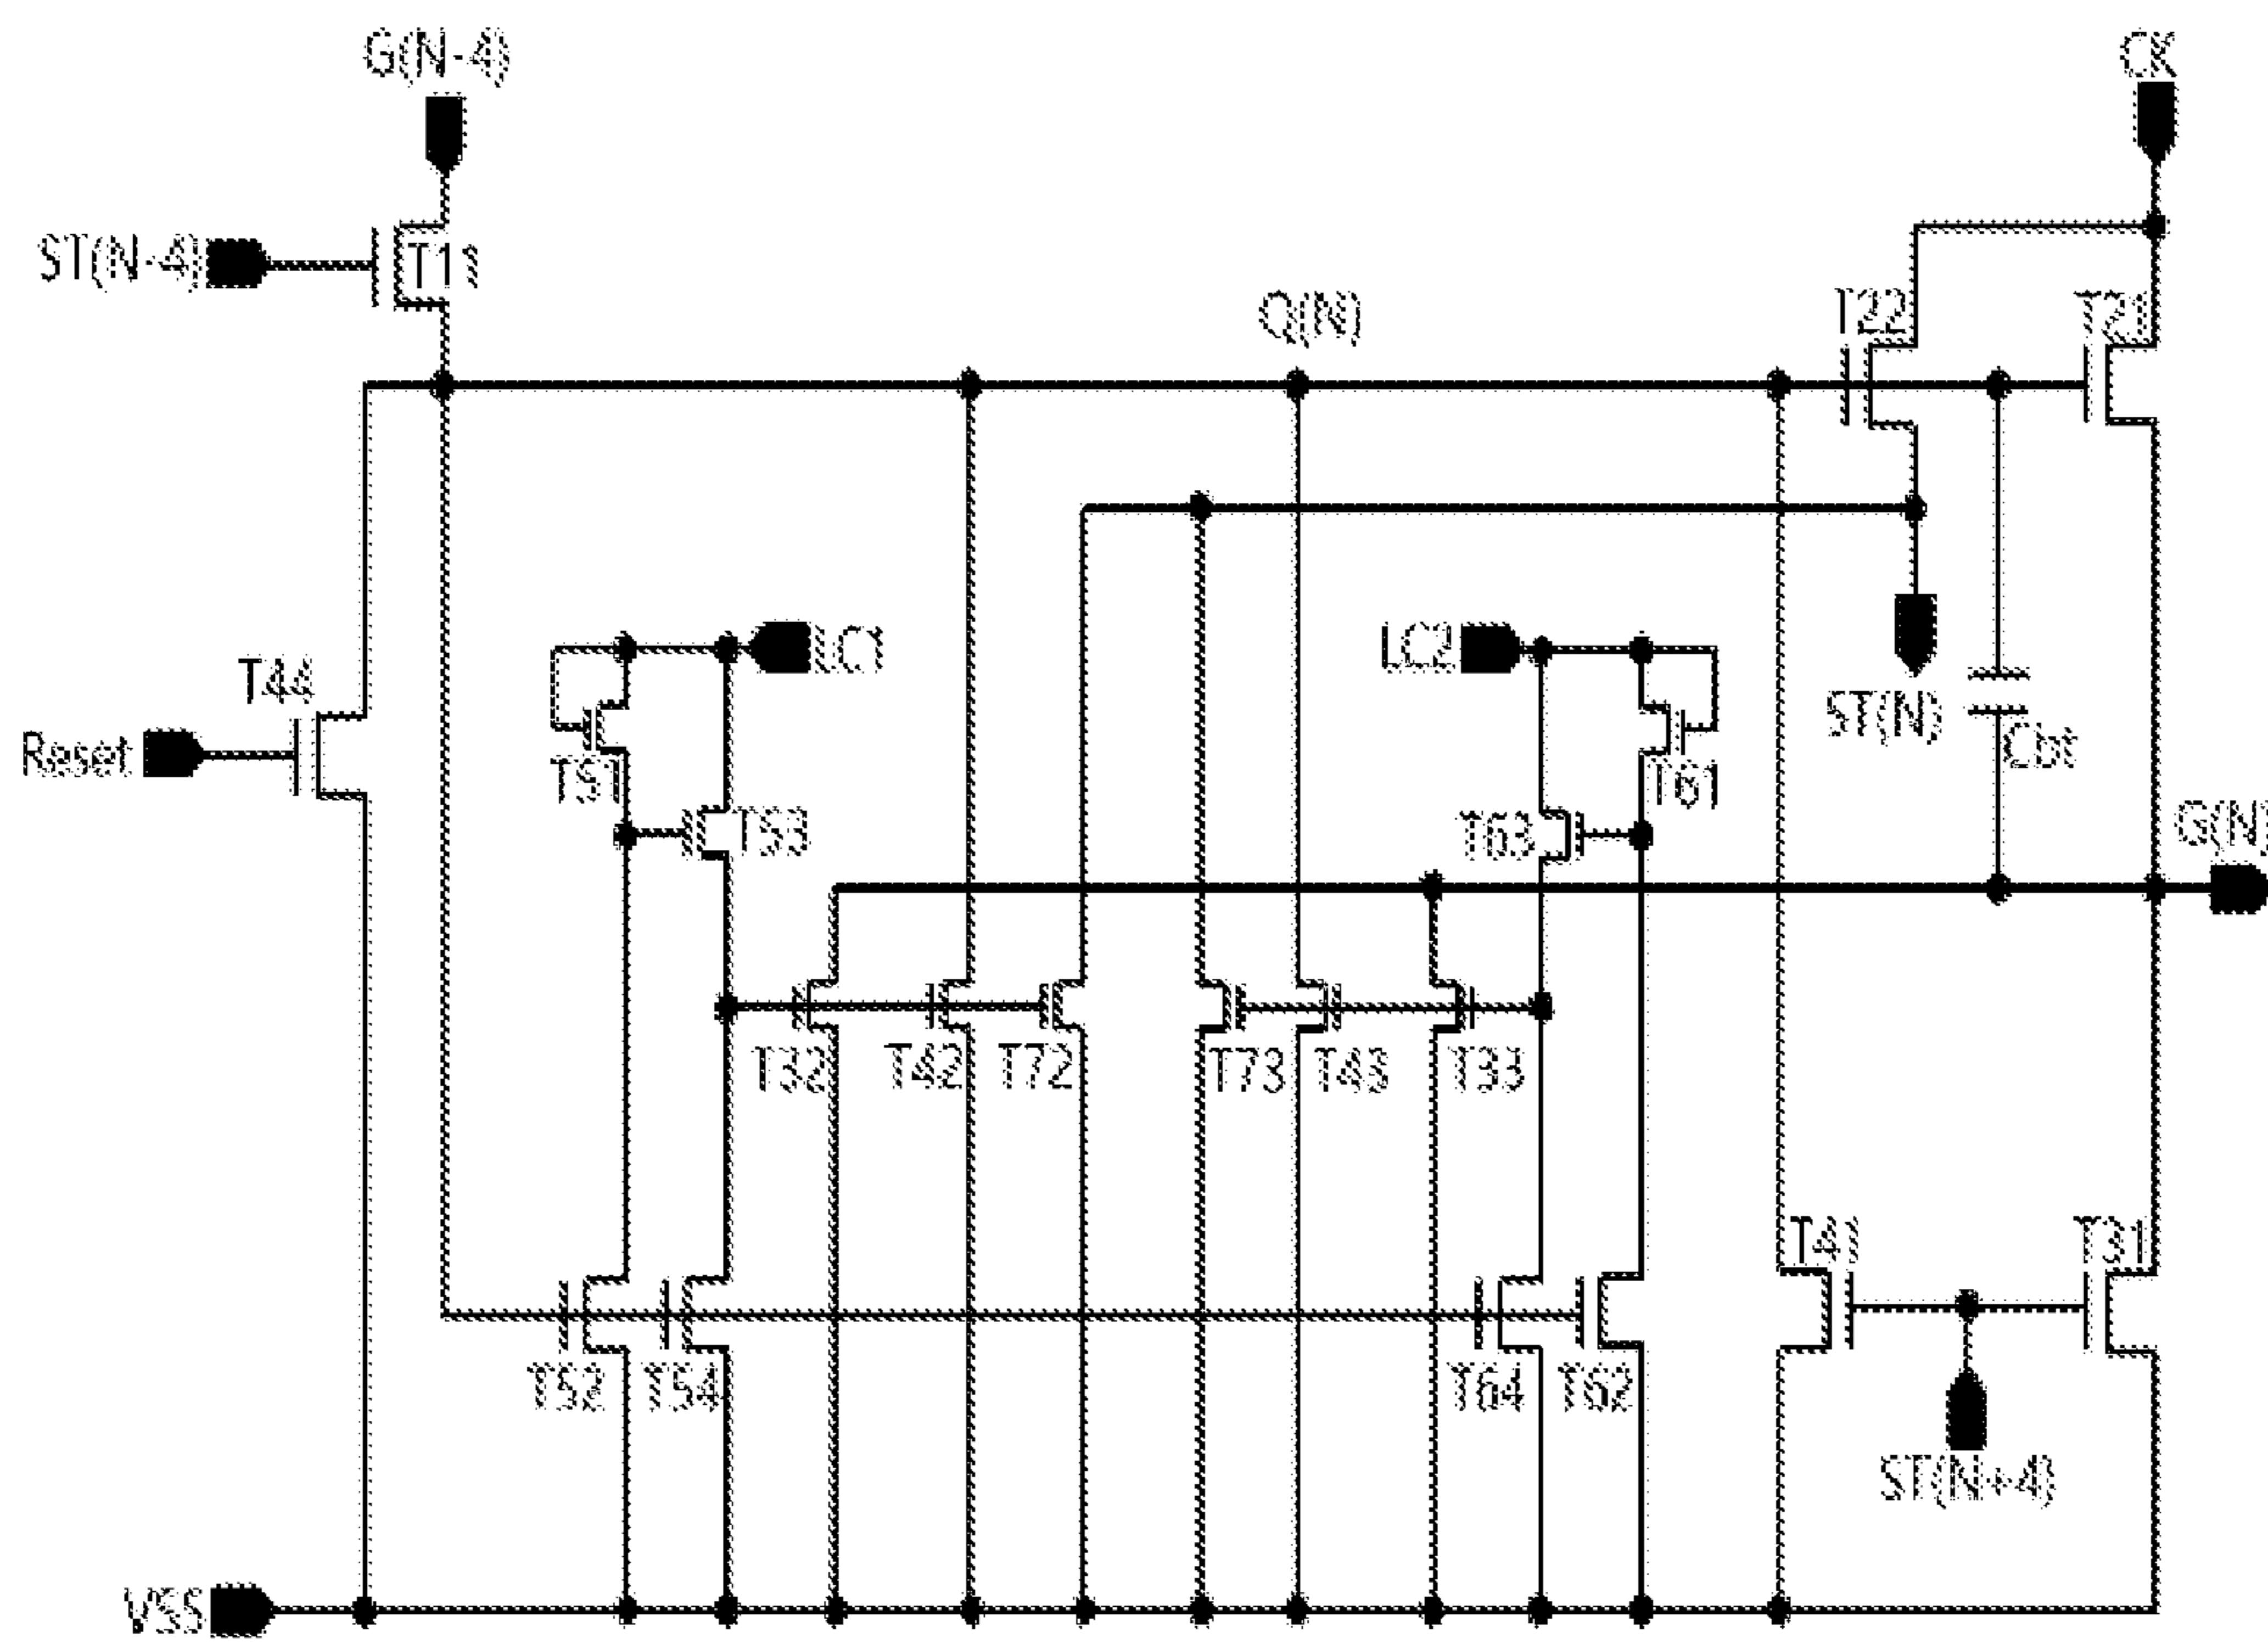 G(N-4)
CK
ST(N-4)
T11
Q(N)
T22
T21
T44
LC1
LC2
Reset
T51
T61
ST(N)
Cbt
T53
T63
G(N)
T32
T42
T72
T73
T43
T33
T41
T31
T52
T54
T64
T62
ST(N+4)
VSS